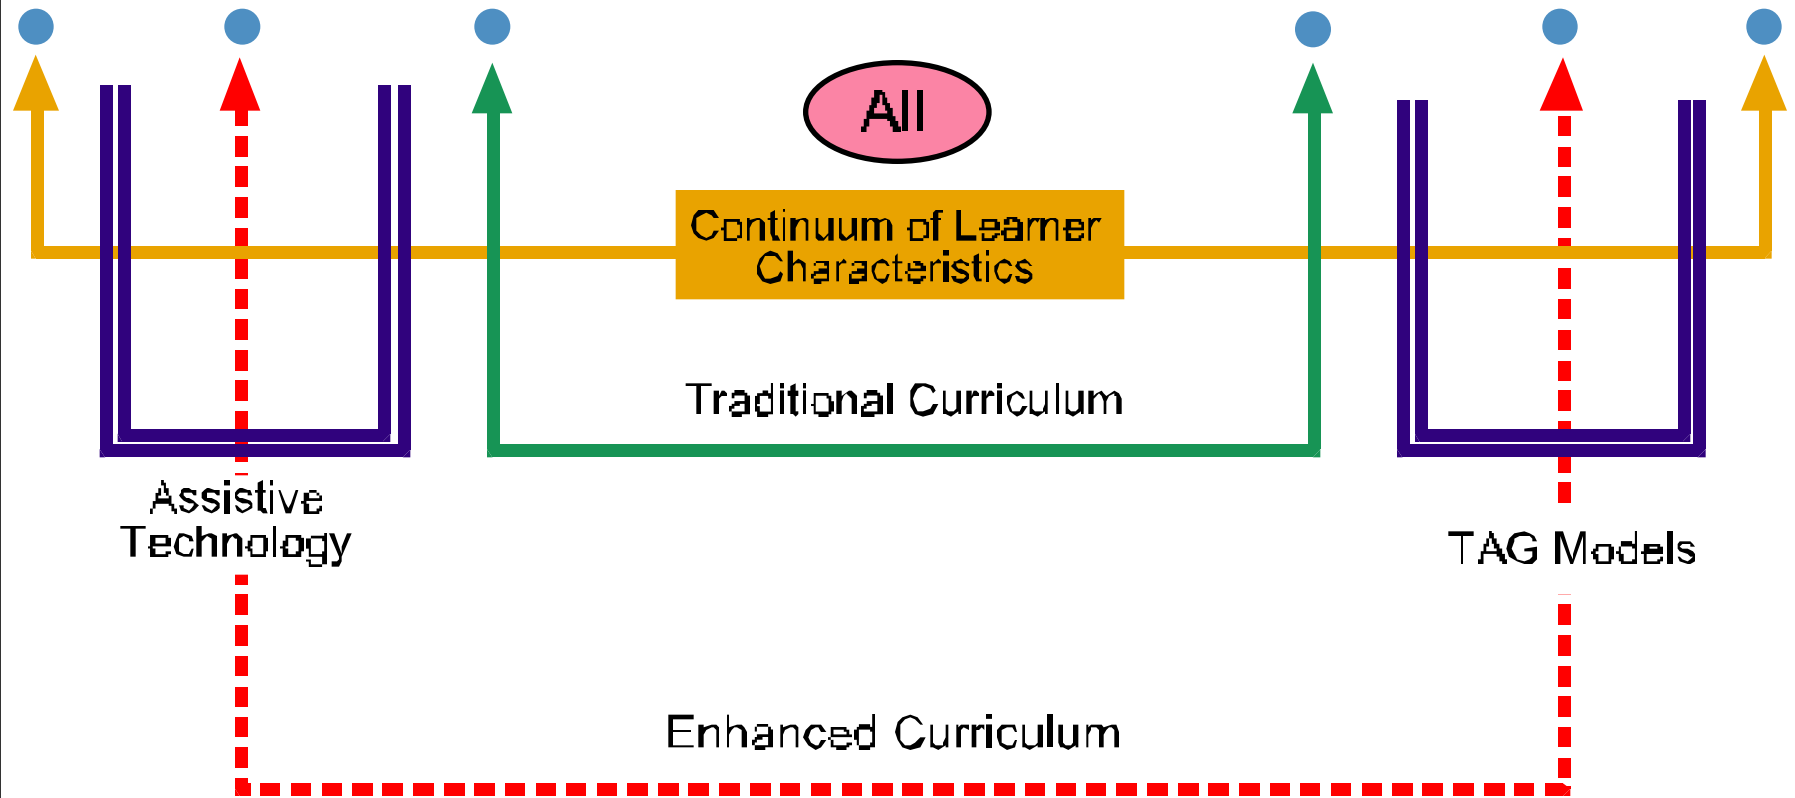 All
Continuum of Learner
Characteristics
Traditional Curriculum
Assistive
Technology
TAG Models
Enhanced Curriculum